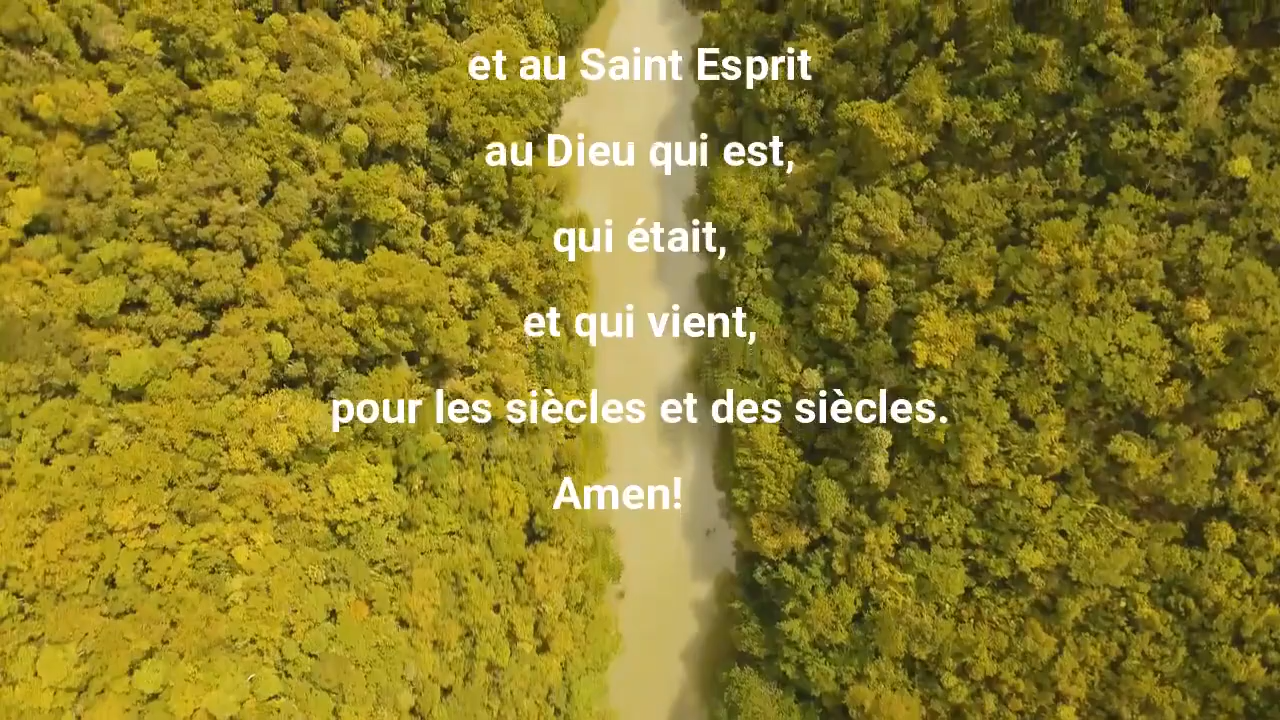 et au Saint Esprit
au Dieu qui est,
qui était,
et qui vient,
pour les siècles et des siècles.
Amen!